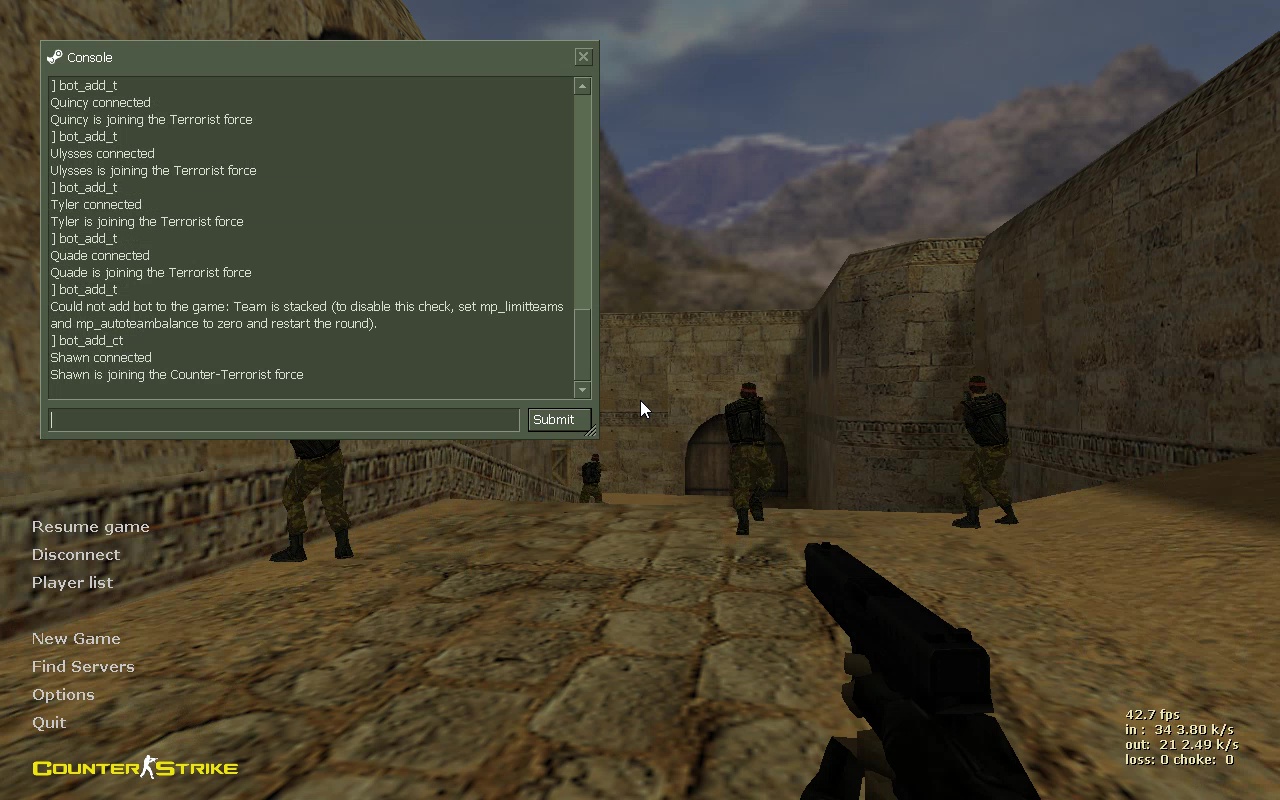 Console
] bot_add_t
Quincy connected
Quincy is joining the Terrorist force
] bot_add_t
Ulysses connected
Ulysses is joining the Terrorist force
] bot_add_t
Tyler connected
Tyler is joining the Terrorist force
] bot_add_t
Quade connected
Quade is joining the Terrorist force
] bot_add_t
Could not add bot to the game: Team is stacked (to disable this check, set mp_limitteams
and mp_autoteambalance to zero and restart the round).
] bot_add_ct
Shawn connected
Shawn is joining the Counter-Terrorist force
Submit
Resume game
Disconnect
Player list
New Game
Find Servers
Options
Quit
COUNTER STRIKE
42.7 fps
in : 34 3.80 k/s
out: 21 2.49 k/s
loss: 0 choke: 0